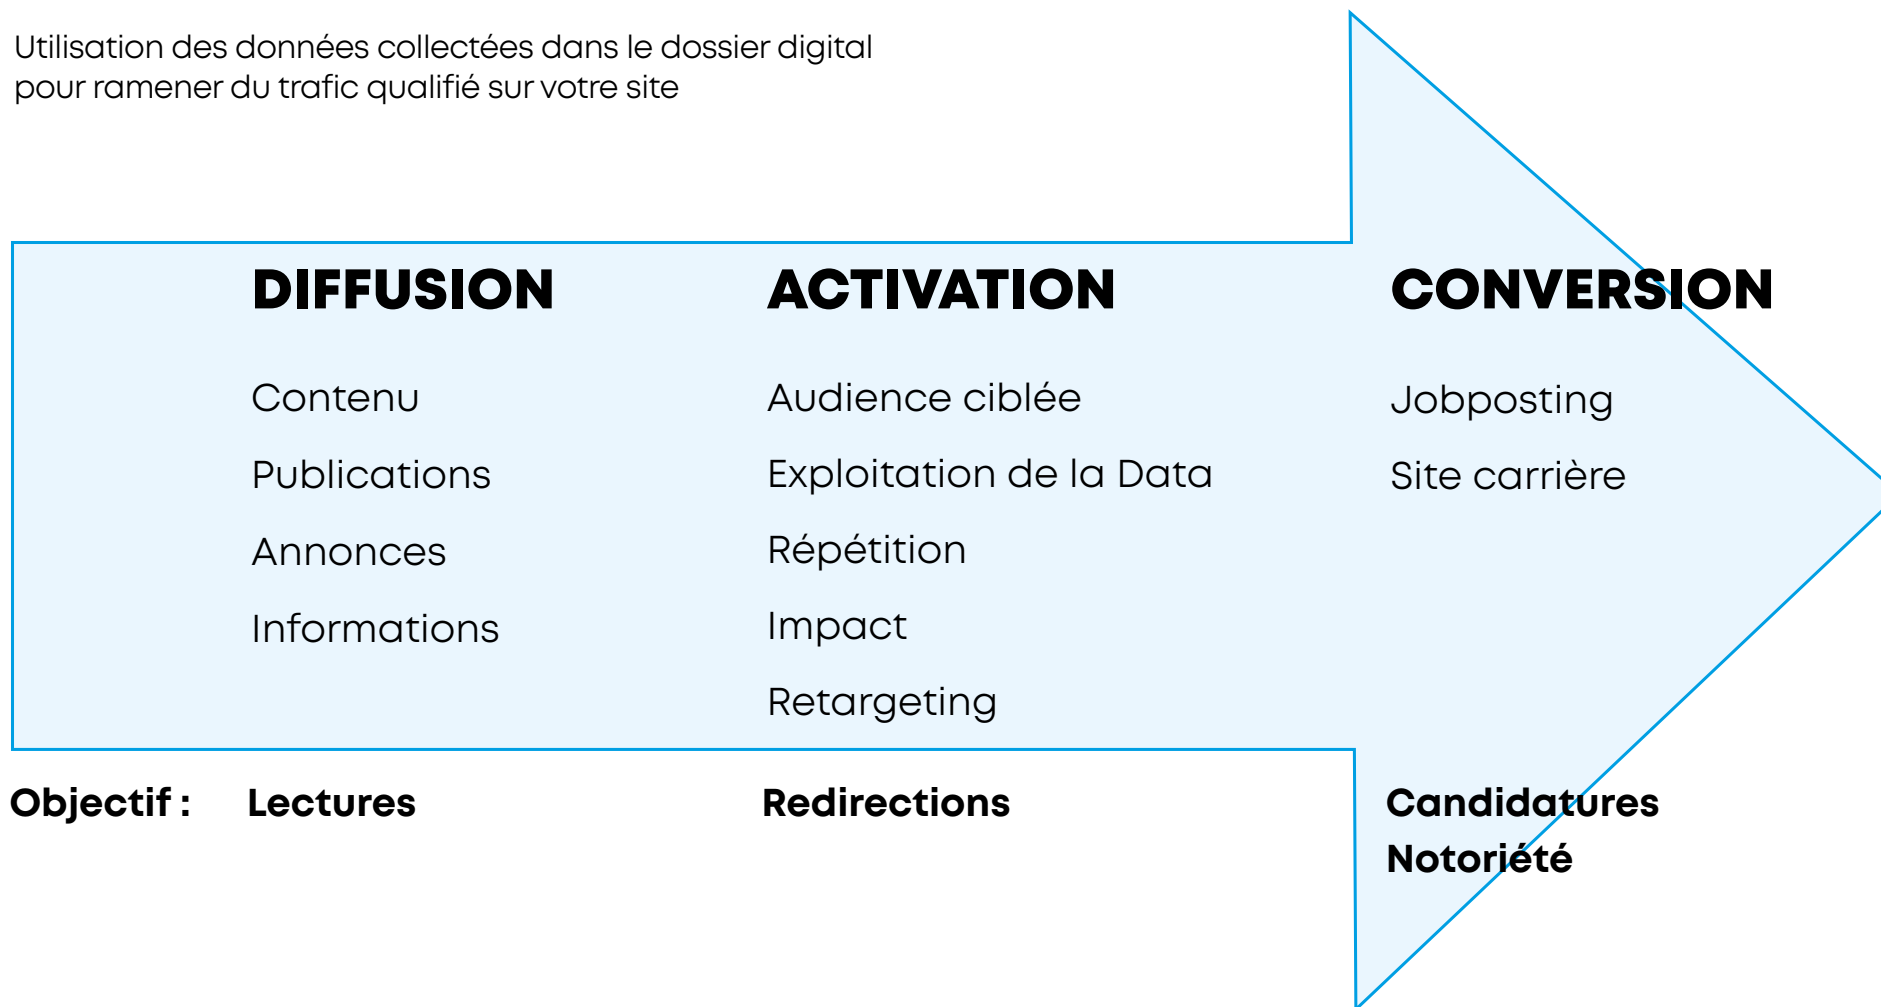 Utilisation des données collectées dans le dossier digital
pour ramener du trafic qualifié sur votre site
DIFFUSION
Contenu
Publications
Annonces
Informations
ACTIVATION
Audience ciblée
Exploitation de la Data
Répétition
Impact
Retargeting
CONVERSION
Jobposting
Site carrière
Objectif : Lectures Redirections Candidatures
Notoriété